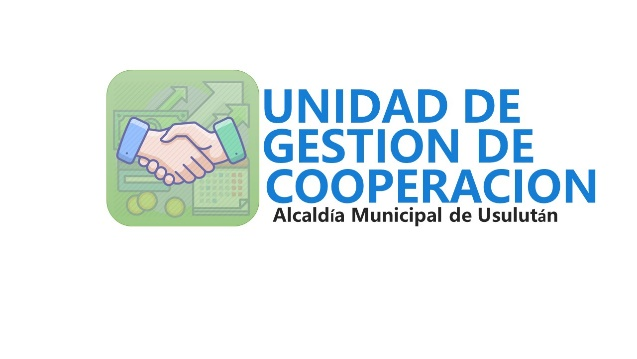 UNIDAD DE
GESTION DE
COOPERACION
Alcaldía Municipal de Usulután